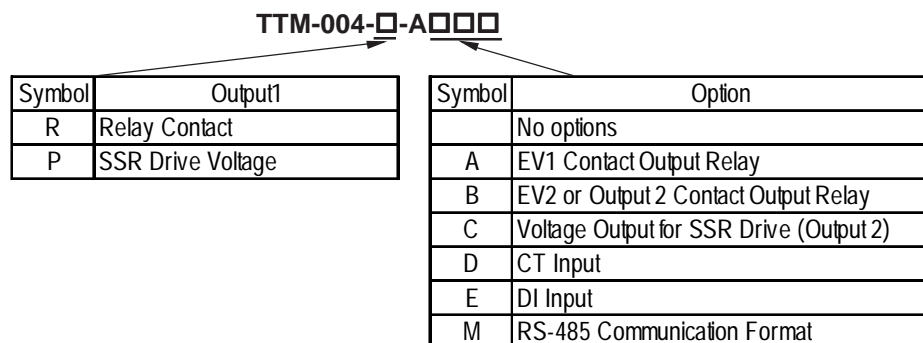 TTM-004-□-A□□□
Symbol Output1
R Relay Contact
P SSR Drive Voltage
Symbol Option
No options
A EV1 Contact Output Relay
B EV2 or Output 2 Contact Output Relay
C Voltage Output for SSR Drive (Output 2)
D CT Input
E DI Input
M RS-485 Communication Format